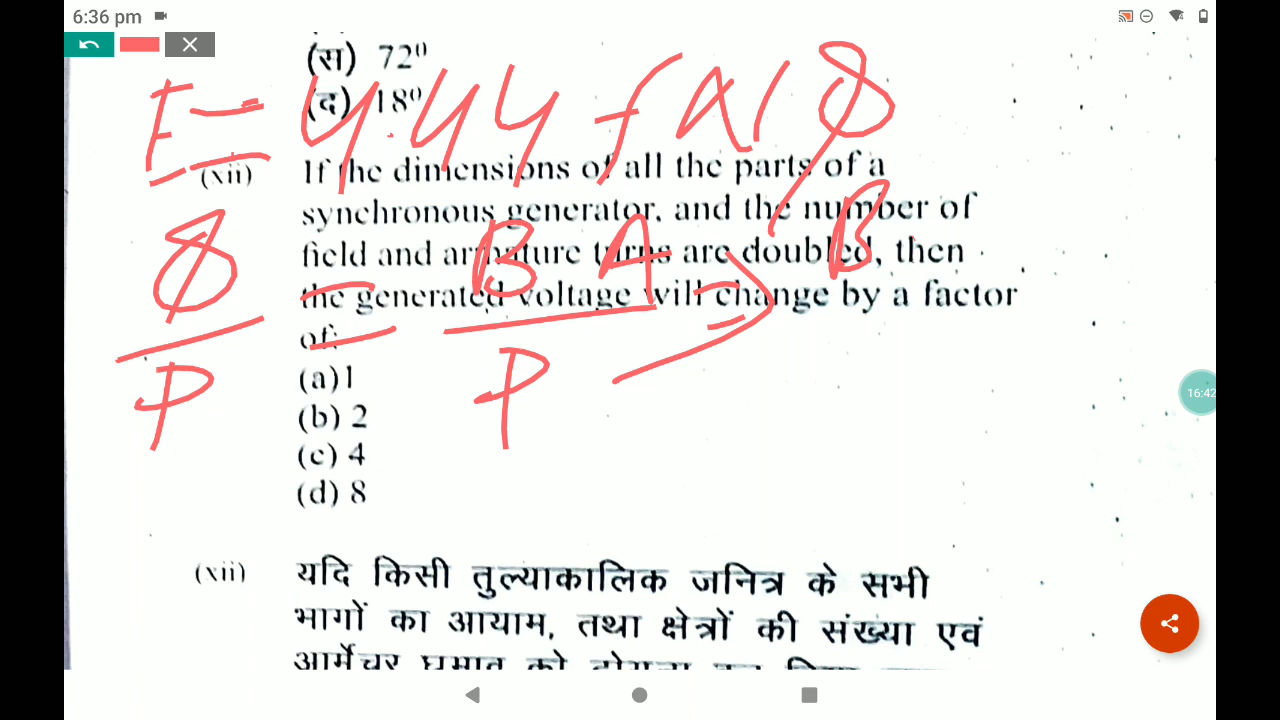 6:36 pm
(स) 72⁰
(द) 18⁰
E = 4.44 f N ϕ
(xii) If the dimensions of all the parts of a
synchronous generator, and the number of
field and armature turns are doubled, then
the generated voltage will change by a factor
of:
ϕ/P = B A/P ⇒ B
(a) 1
(b) 2
(c) 4
(d) 8
16:42
(xii) यदि किसी तुल्याकालिक जनित्र के सभी
भागों का आयाम, तथा क्षेत्रों की संख्या एवं